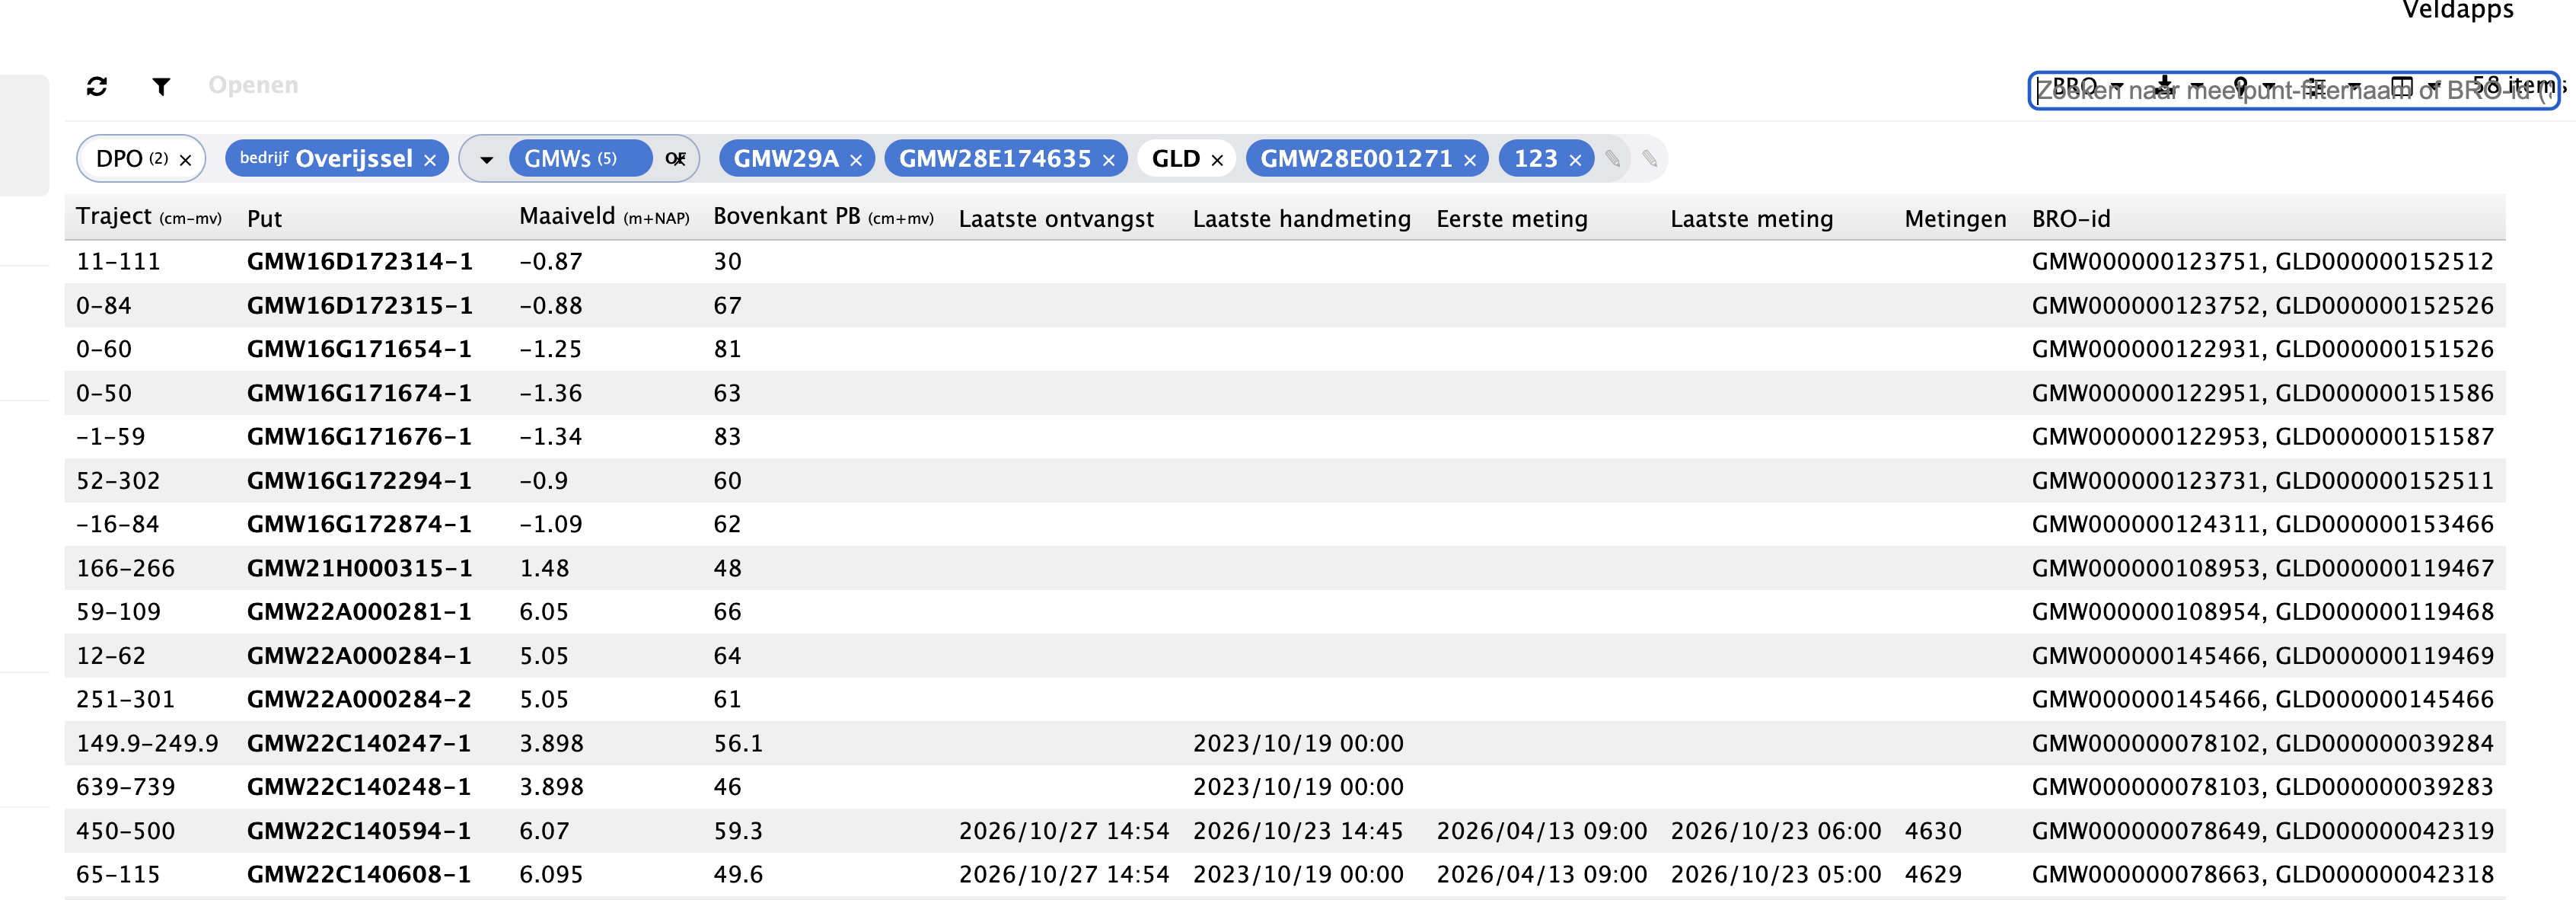 Veldapps
Openen BRO 58 items
Zoeken naar meetpunt-filternaam of BRO-id (
DPO (2) × bedrijf Overijssel × GMWs (5) OF × GMW29A × GMW28E174635 × GLD × GMW28E001271 × 123 ×
Traject (cm-mv) Put Maaiveld (m+NAP) Bovenkant PB (cm+mv) Laatste ontvangst Laatste handmeting Eerste meting Laatste meting Metingen BRO-id
11-111 GMW16D172314-1 -0.87 30 GMW000000123751, GLD000000152512
0-84 GMW16D172315-1 -0.88 67 GMW000000123752, GLD000000152526
0-60 GMW16G171654-1 -1.25 81 GMW000000122931, GLD000000151526
0-50 GMW16G171674-1 -1.36 63 GMW000000122951, GLD000000151586
-1-59 GMW16G171676-1 -1.34 83 GMW000000122953, GLD000000151587
52-302 GMW16G172294-1 -0.9 60 GMW000000123731, GLD000000152511
-16-84 GMW16G172874-1 -1.09 62 GMW000000124311, GLD000000153466
166-266 GMW21H000315-1 1.48 48 GMW000000108953, GLD000000119467
59-109 GMW22A000281-1 6.05 66 GMW000000108954, GLD000000119468
12-62 GMW22A000284-1 5.05 64 GMW000000145466, GLD000000119469
251-301 GMW22A000284-2 5.05 61 GMW000000145466, GLD000000145466
149.9-249.9 GMW22C140247-1 3.898 56.1 2023/10/19 00:00 GMW000000078102, GLD000000039284
639-739 GMW22C140248-1 3.898 46 2023/10/19 00:00 GMW000000078103, GLD000000039283
450-500 GMW22C140594-1 6.07 59.3 2026/10/27 14:54 2026/10/23 14:45 2026/04/13 09:00 2026/10/23 06:00 4630 GMW000000078649, GLD000000042319
65-115 GMW22C140608-1 6.095 49.6 2026/10/27 14:54 2023/10/19 00:00 2026/04/13 09:00 2026/10/23 05:00 4629 GMW000000078663, GLD000000042318